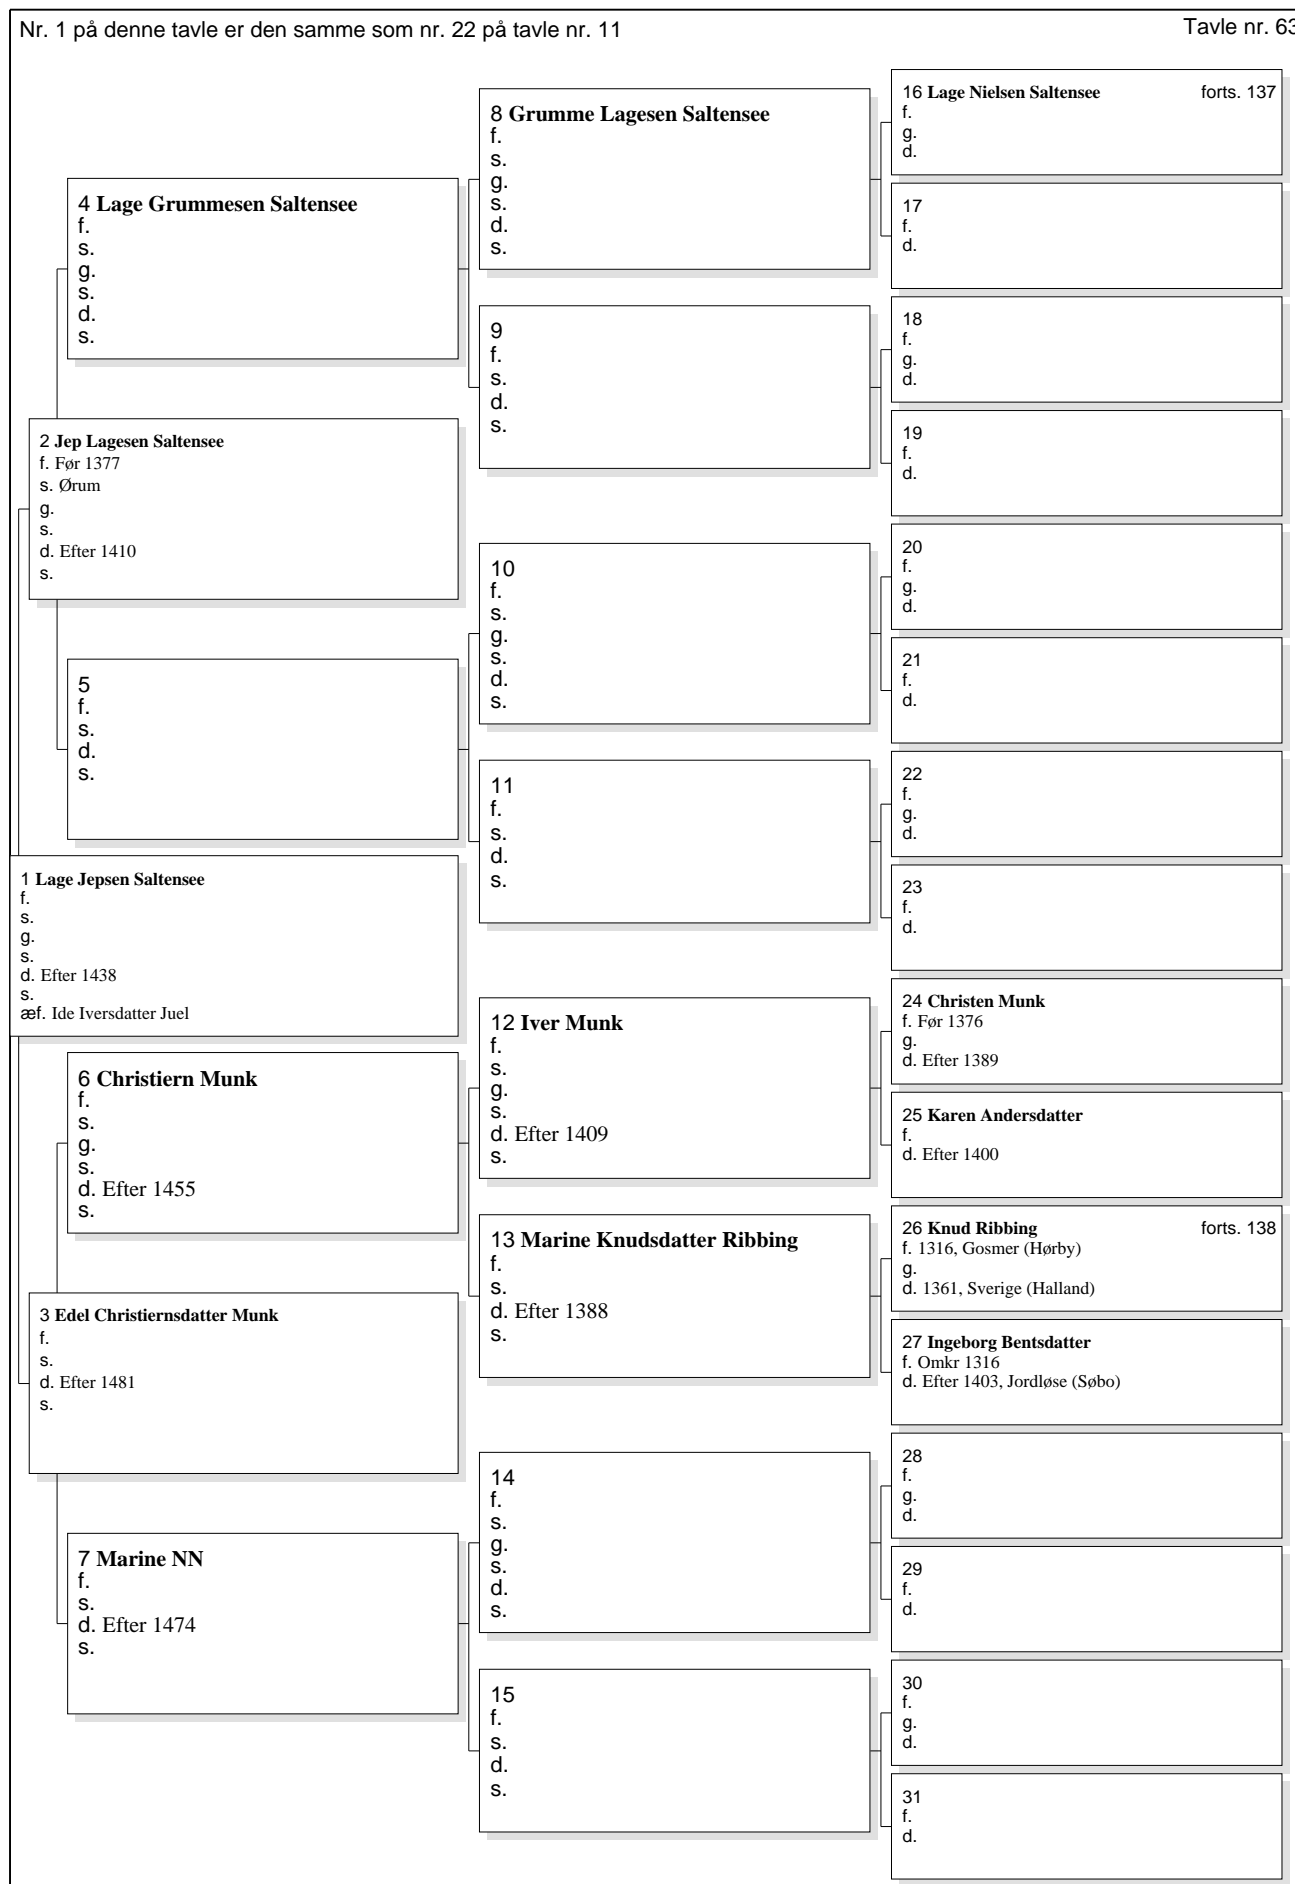 Nr. 1 på denne tavle er den samme som nr. 22 på tavle nr. 11
Tavle nr. 63
1 Lage Jepsen Saltensee
f.
s.
g.
s.
d. Efter 1438
s.
æf. Ide Iversdatter Juel
2 Jep Lagesen Saltensee
f. Før 1377
s. Ørum
g.
s.
d. Efter 1410
s.
3 Edel Christiernsdatter Munk
f.
s.
d. Efter 1481
s.
4 Lage Grummesen Saltensee
f.
s.
g.
s.
d.
s.
5
f.
s.
d.
s.
6 Christiern Munk
f.
s.
g.
s.
d. Efter 1455
s.
7 Marine NN
f.
s.
d. Efter 1474
s.
8 Grumme Lagesen Saltensee
f.
s.
g.
s.
d.
s.
9
f.
s.
d.
s.
10
f.
s.
g.
s.
d.
s.
11
f.
s.
d.
s.
12 Iver Munk
f.
s.
g.
s.
d. Efter 1409
s.
13 Marine Knudsdatter Ribbing
f.
s.
d. Efter 1388
s.
14
f.
s.
g.
s.
d.
s.
15
f.
s.
d.
s.
16 Lage Nielsen Saltensee forts. 137
f.
g.
d.
17
f.
d.
18
f.
g.
d.
19
f.
d.
20
f.
g.
d.
21
f.
d.
22
f.
g.
d.
23
f.
d.
24 Christen Munk
f. Før 1376
g.
d. Efter 1389
25 Karen Andersdatter
f.
d. Efter 1400
26 Knud Ribbing forts. 138
f. 1316, Gosmer (Hørby)
g.
d. 1361, Sverige (Halland)
27 Ingeborg Bentsdatter
f. Omkr 1316
d. Efter 1403, Jordløse (Søbo)
28
f.
g.
d.
29
f.
d.
30
f.
g.
d.
31
f.
d.